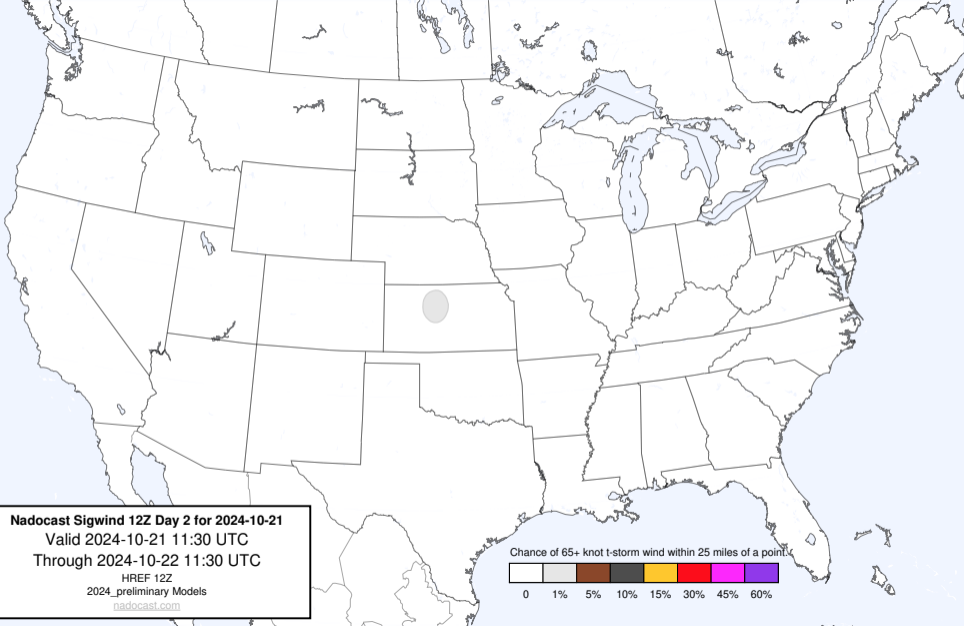 Nadocast Sigwind 12Z Day 2 for 2024-10-21
Valid 2024-10-21 11:30 UTC
Through 2024-10-22 11:30 UTC
HREF 12Z
2024_preliminary Models
nadocast.com
Chance of 65+ knot t-storm wind within 25 miles of a point.
0 1% 5% 10% 15% 30% 45% 60%